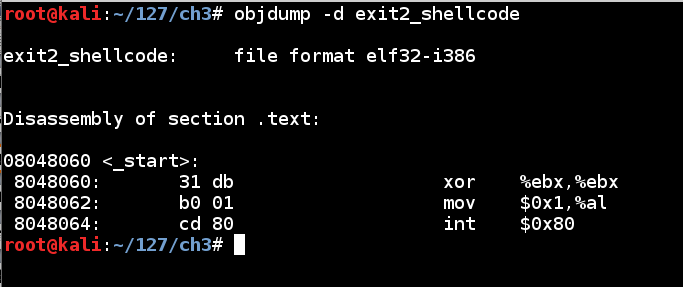 root@kali:~/127/ch3# objdump -d exit2_shellcode
exit2_shellcode:     file format elf32-i386
Disassembly of section .text:
08048060 <_start>:
 8048060:	31 db                	xor    %ebx,%ebx
 8048062:	b0 01                	mov    $0x1,%al
 8048064:	cd 80                	int    $0x80
root@kali:~/127/ch3#